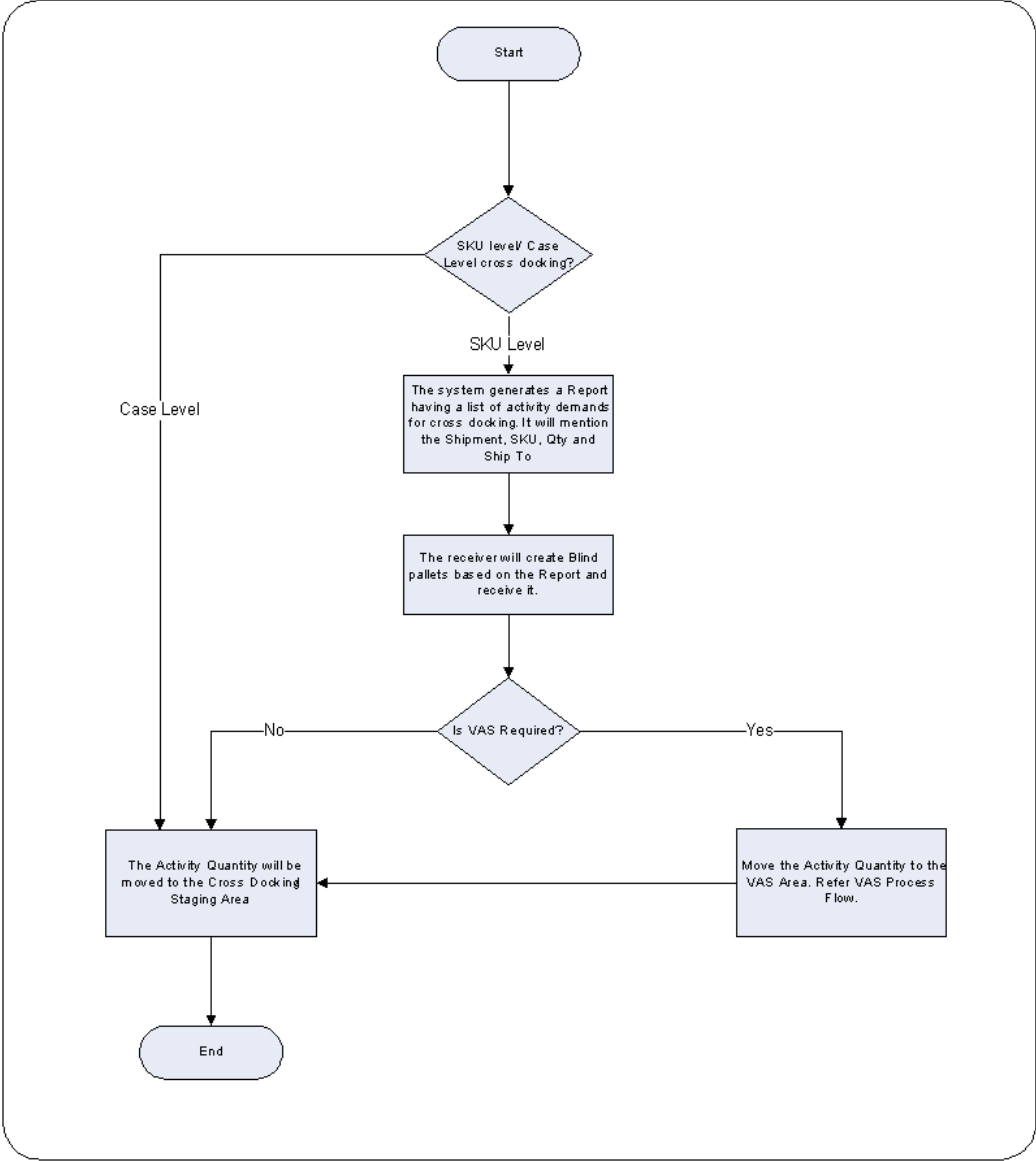 Start
SKU level/ Case
Level cross docking?
SKU Level
Case Level
The system generates a Report
having a list of activity demands
for cross docking. It will mention
the Shipment, SKU, Qty and
Ship To
The receiver will create Blind
pallets based on the Report and
receive it.
Is VAS Required?
No
Yes
The Activity Quantity will be
moved to the Cross Docking
Staging Area
Move the Activity Quantity to the
VAS Area. Refer VAS Process
Flow.
End